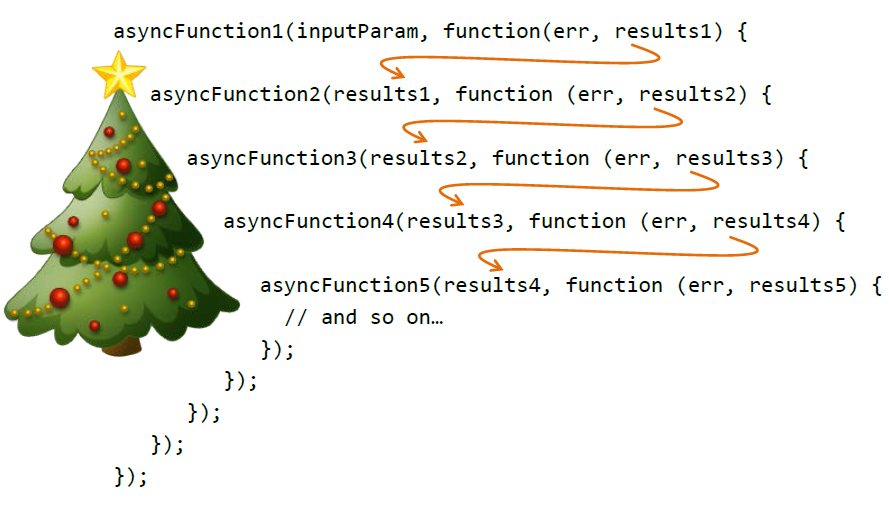 asyncFunction1(inputParam, function(err, results1) {
asyncFunction2(results1, function (err, results2) {
asyncFunction3(results2, function (err, results3) {
asyncFunction4(results3, function (err, results4) {
asyncFunction5(results4, function (err, results5) {
// and so on…
});
});
});
});
});